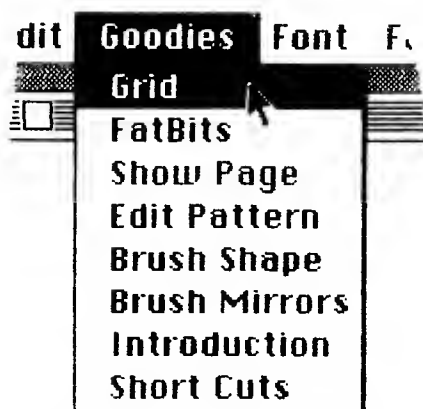 dit Goodies Font
Grid
FatBits
Show Page
Edit Pattern
Brush Shape
Brush Mirrors
Introduction
Short Cuts